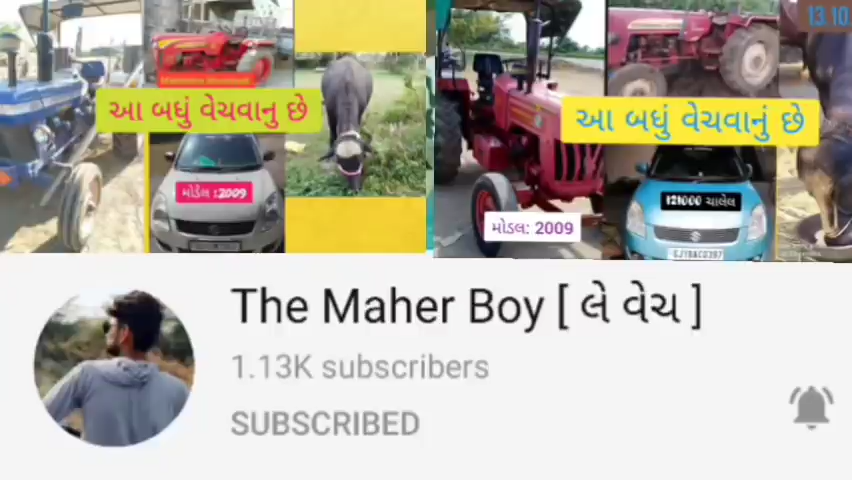 13.10
આ બધું વેચવાનુ છે
આ બધું વેચવાનું છે
મોડેલ :2009
121000 ચાલેલ
મોડલ: 2009
The Maher Boy [ લે વેચ ]
1.13K subscribers
SUBSCRIBED